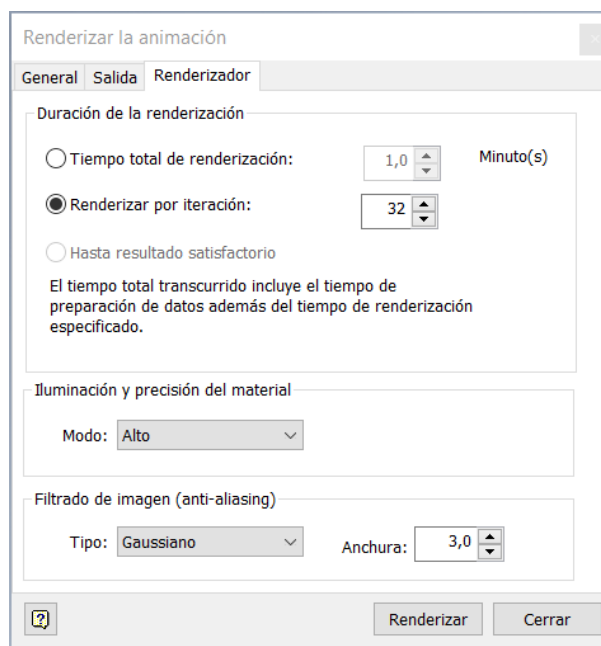 Renderizar la animación
General Salida Renderizador
Duración de la renderización
Tiempo total de renderización: 1,0 Minuto(s)
Renderizar por iteración: 32
Hasta resultado satisfactorio
El tiempo total transcurrido incluye el tiempo de
preparación de datos además del tiempo de renderización
especificado.
Iluminación y precisión del material
Modo: Alto
Filtrado de imagen (anti-aliasing)
Tipo: Gaussiano Anchura: 3,0
? Renderizar Cerrar